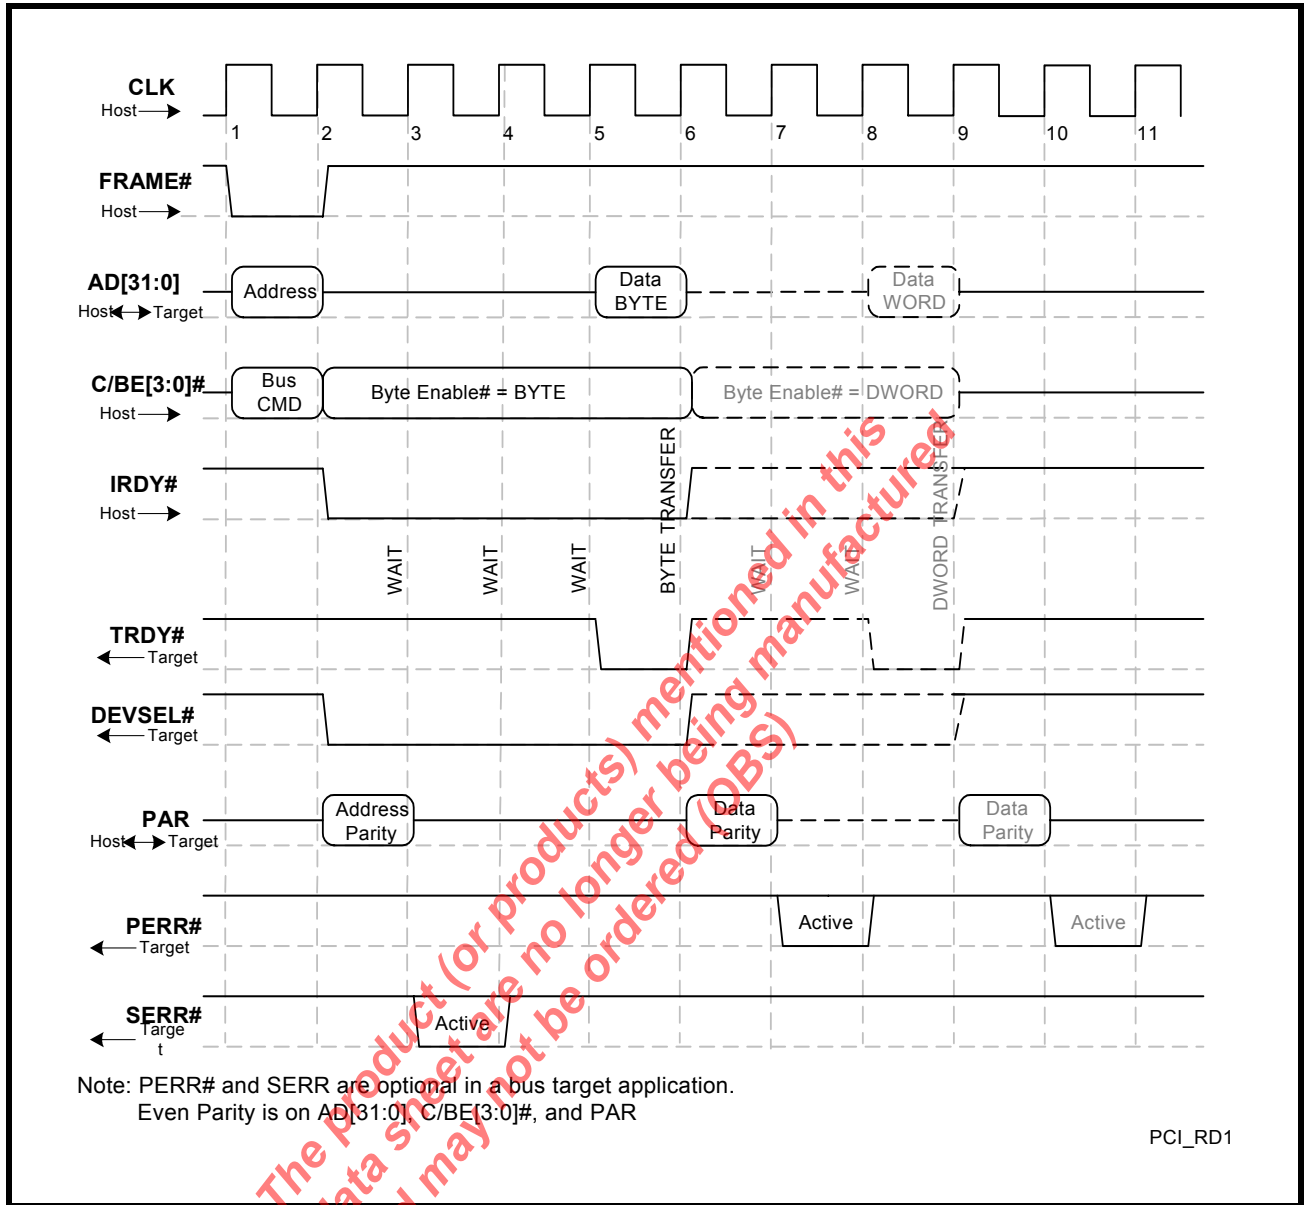 CLK
Host
1 2 3 4 5 6 7 8 9 10 11
FRAME#
Host
AD[31:0]
Host Target
Address
Data
BYTE
Data
WORD
C/BE[3:0]#
Host
Bus
CMD
Byte Enable# = BYTE
Byte Enable# = DWORD
IRDY#
Host
WAIT
WAIT
WAIT
BYTE TRANSFER
WAIT
WAIT
DWORD TRANSFER
TRDY#
Target
DEVSEL#
Target
PAR
Host Target
Address
Parity
Data
Parity
Data
Parity
PERR#
Target
Active
Active
SERR#
Targe
t
Active
Note: PERR# and SERR are optional in a bus target application.
Even Parity is on AD[31:0], C/BE[3:0]#, and PAR
PCI_RD1
The product (or products) mentioned in this
data sheet are no longer being manufactured
d may not be ordered (OBS)